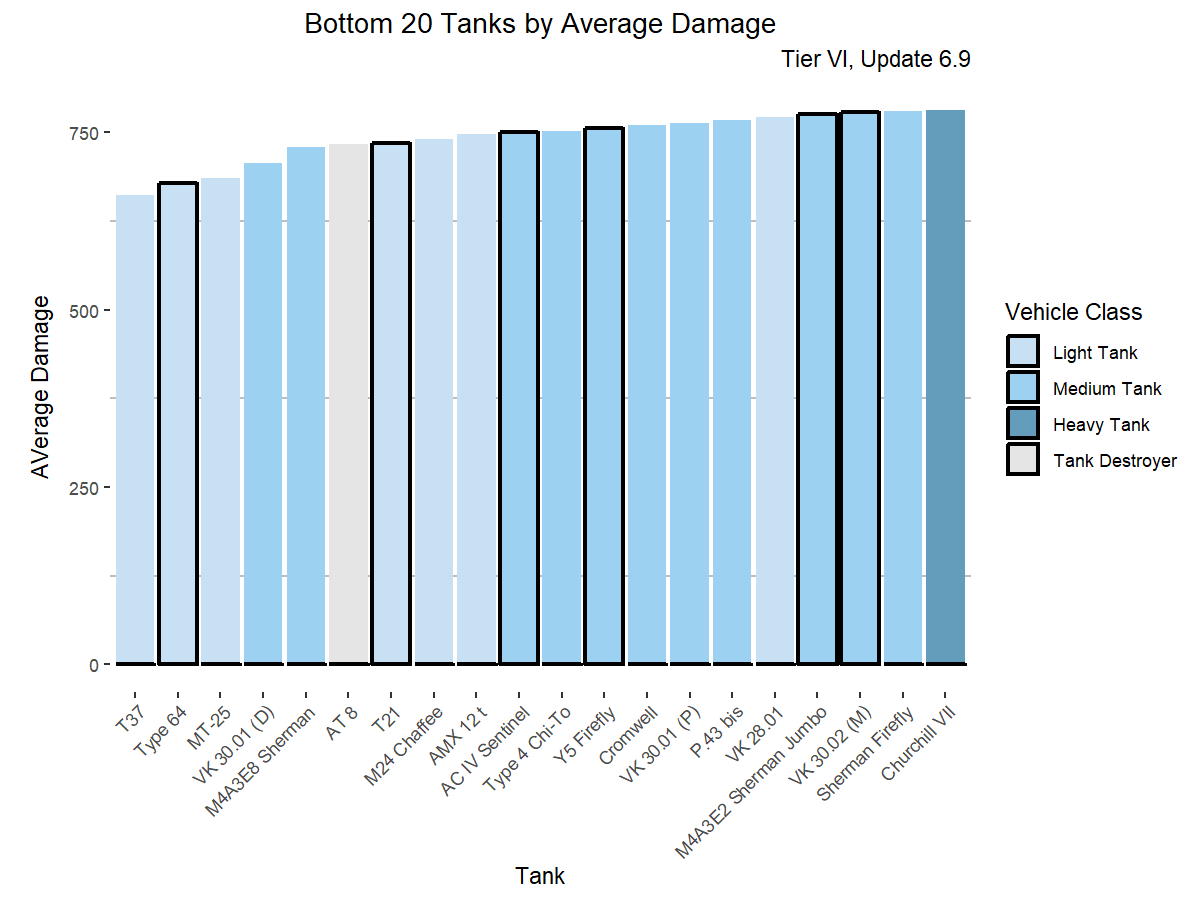 Bottom 20 Tanks by Average Damage
Tier VI, Update 6.9
AVerage Damage
750
500
250
0
T37
Type 64
MT-25
VK 30.01 (D)
M4A3E8 Sherman
AT 8
T21
M24 Chaffee
AMX 12 t
AC IV Sentinel
Type 4 Chi-To
Y5 Firefly
Cromwell
VK 30.01 (P)
P.43 bis
VK 28.01
M4A3E2 Sherman Jumbo
VK 30.02 (M)
Sherman Firefly
Churchill VII
Tank
Vehicle Class
Light Tank
Medium Tank
Heavy Tank
Tank Destroyer